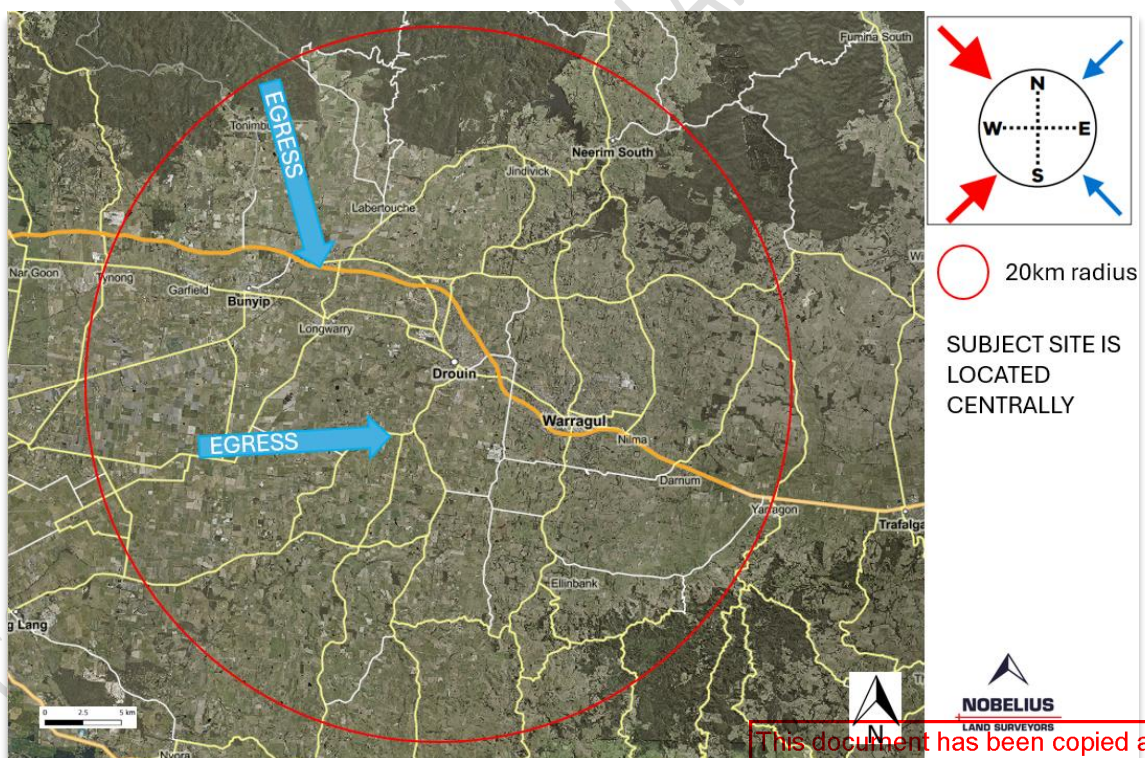 Fumina South
EGRESS
Neerim South
Jindivick
Labertouche
Nar Goon
Tynong
Garfield
Bunyip
Longwarry
Drouin
EGRESS
Warragul
Nilma
Darnum
Yarragon
Ellinbank
g Lang
0 2.5 5 km
Nyora
N
W E
S
20km radius
SUBJECT SITE IS
LOCATED
CENTRALLY
N
NOBELIUS
LAND SURVEYORS
This document has been copied a